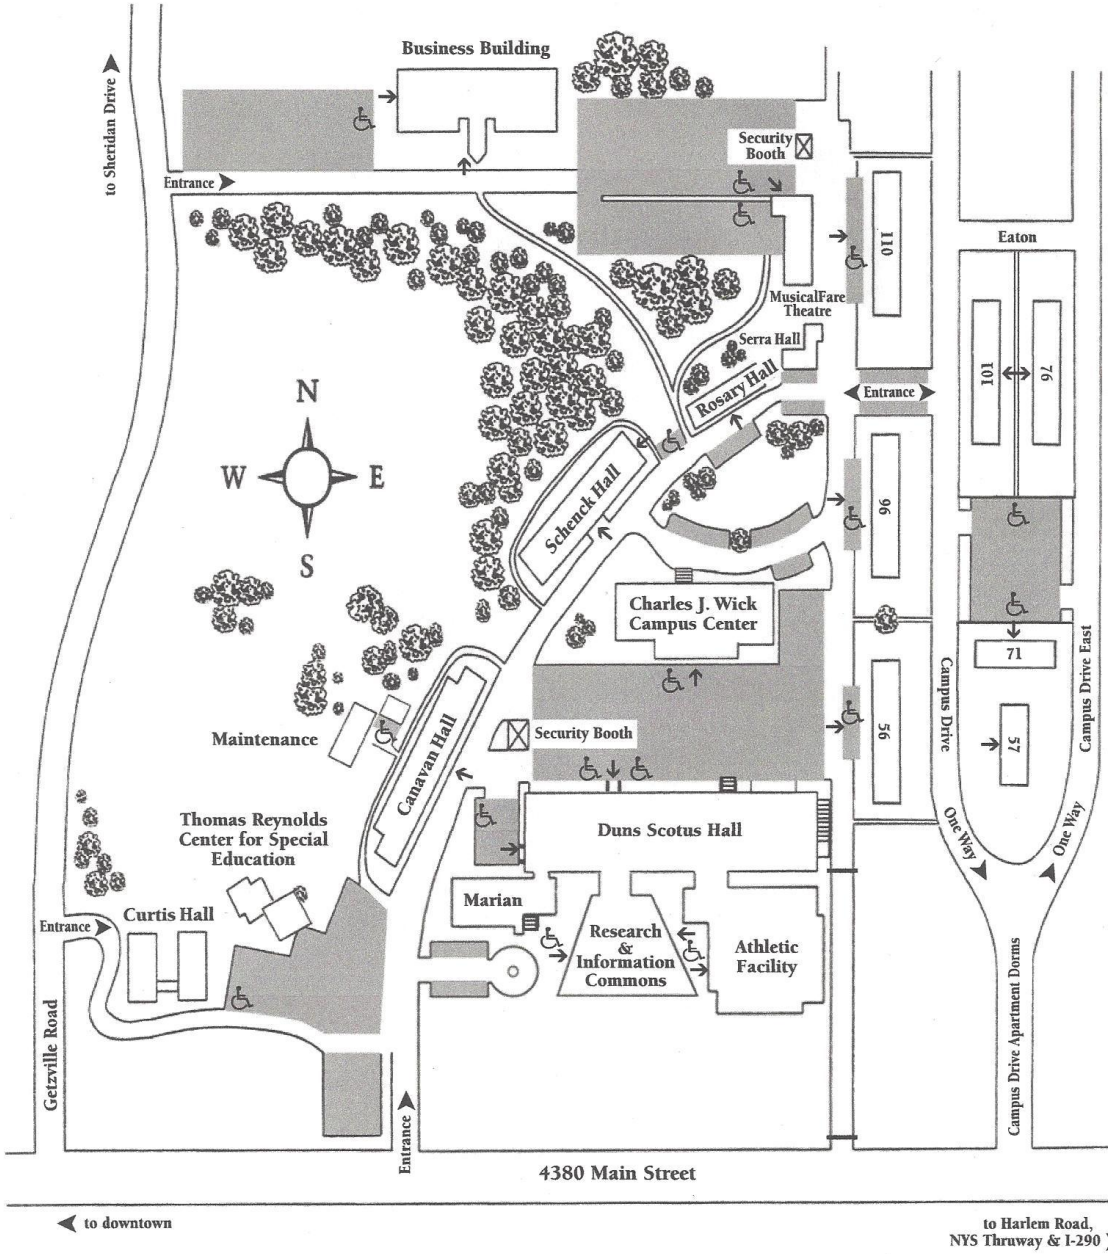 Business Building
to Sheridan Drive
Security
Booth
Entrance
110
Eaton
MusicalFare
Theatre
Serra Hall
101
76
Rosary Hall
Entrance
N
W
E
S
Schenck Hall
96
Charles J. Wick
Campus Center
71
Campus Drive
Campus Drive East
Canavan Hall
Maintenance
Security Booth
56
57
Thomas Reynolds
Center for Special
Education
Duns Scotus Hall
One Way
One Way
Marian
Curtis Hall
Entrance
Research
&
Information
Commons
Athletic
Facility
Getzville Road
Campus Drive Apartment Dorms
Entrance
4380 Main Street
to downtown
to Harlem Road,
NYS Thruway & I-290